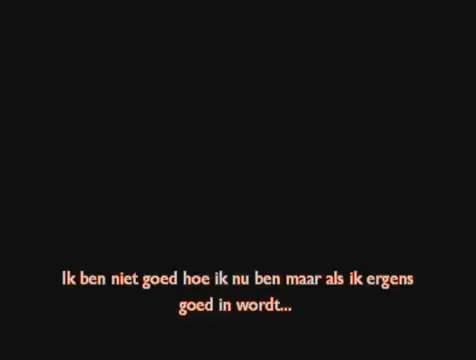 Ik ben niet goed hoe ik nu ben maar als ik ergens
goed in wordt...